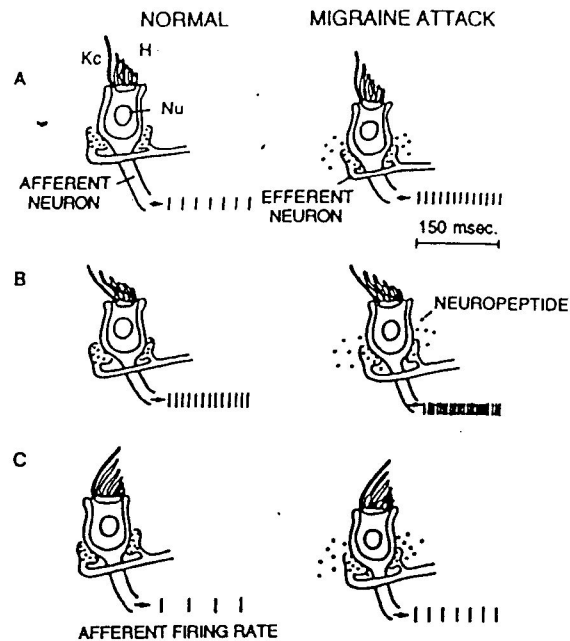 NORMAL MIGRAINE ATTACK
Kc H
A
Nu
AFFERENT NEURON
EFFERENT NEURON
150 msec.
B
NEUROPEPTIDE
C
AFFERENT FIRING RATE